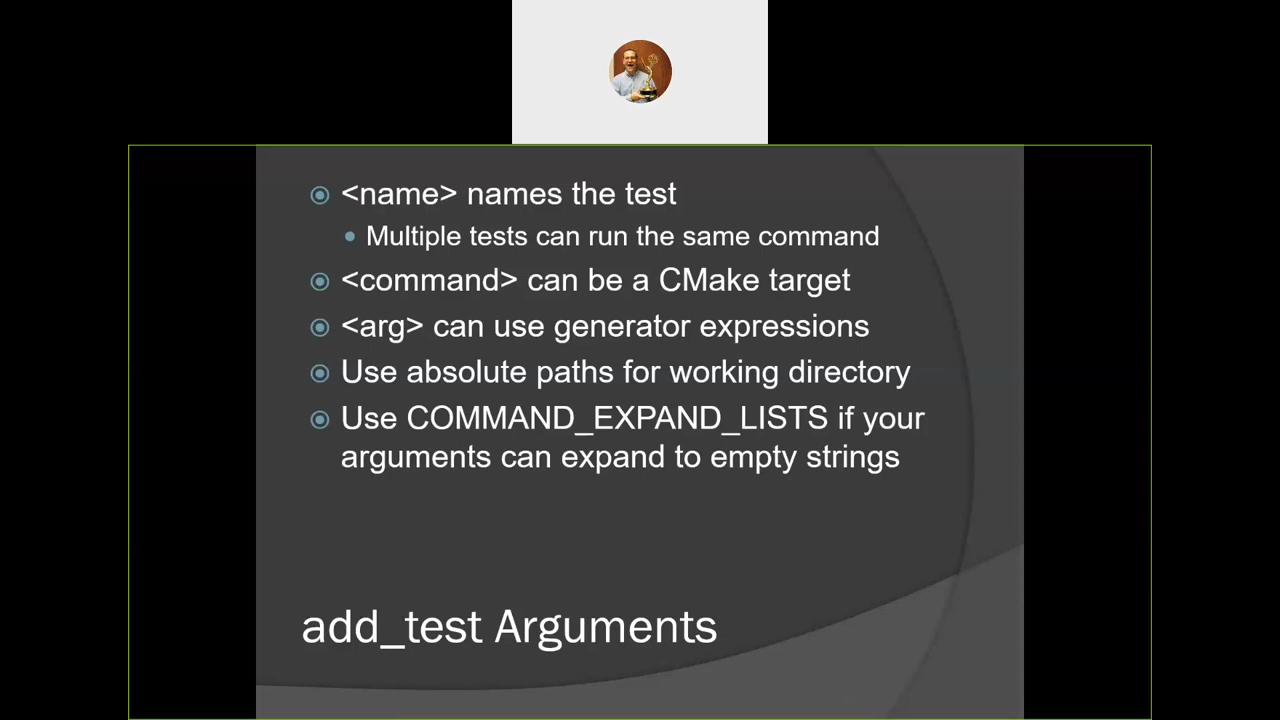 <name> names the test
Multiple tests can run the same command
<command> can be a CMake target
<arg> can use generator expressions
Use absolute paths for working directory
Use COMMAND_EXPAND_LISTS if your
arguments can expand to empty strings
add_test Arguments